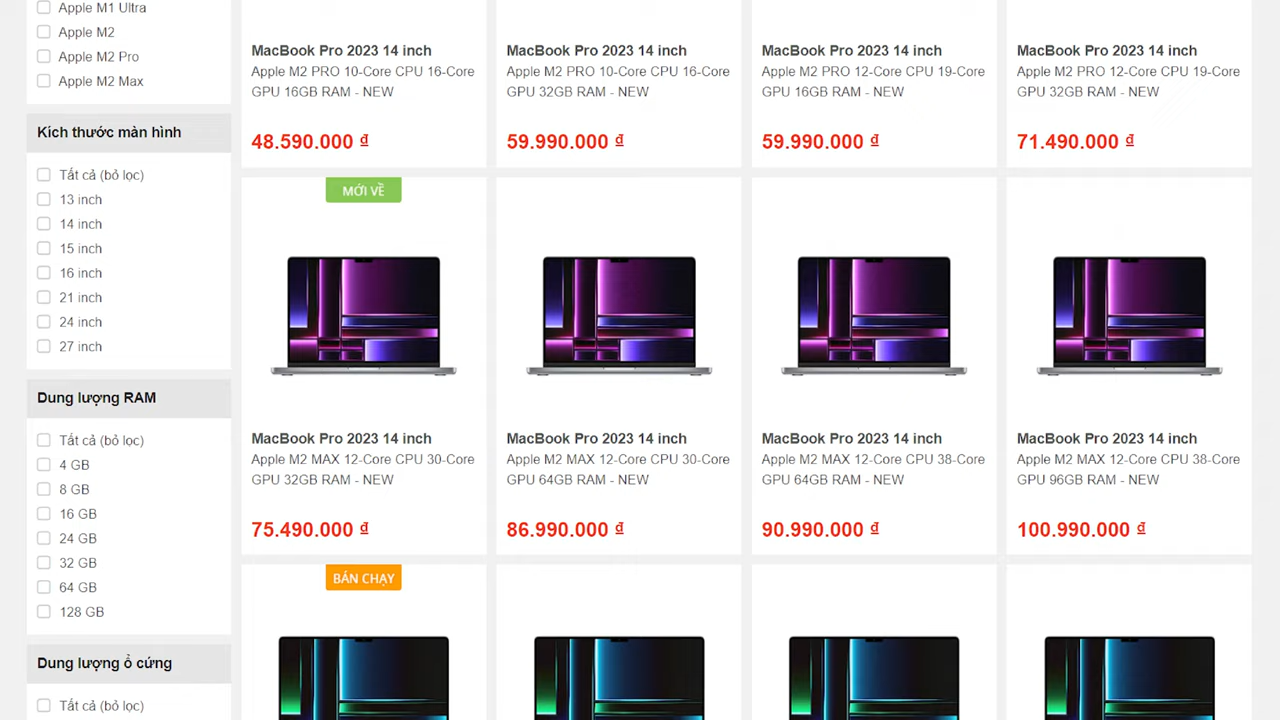 Apple M1 Ultra
Apple M2
Apple M2 Pro
Apple M2 Max
Kích thước màn hình
Tất cả (bỏ lọc)
13 inch
14 inch
15 inch
16 inch
21 inch
24 inch
27 inch
Dung lượng RAM
Tất cả (bỏ lọc)
4 GB
8 GB
16 GB
24 GB
32 GB
64 GB
128 GB
Dung lượng ổ cứng
Tất cả (bỏ lọc)
MacBook Pro 2023 14 inch
Apple M2 PRO 10-Core CPU 16-Core
GPU 16GB RAM - NEW
48.590.000 ₫
MacBook Pro 2023 14 inch
Apple M2 PRO 10-Core CPU 16-Core
GPU 32GB RAM - NEW
59.990.000 ₫
MacBook Pro 2023 14 inch
Apple M2 PRO 12-Core CPU 19-Core
GPU 16GB RAM - NEW
59.990.000 ₫
MacBook Pro 2023 14 inch
Apple M2 PRO 12-Core CPU 19-Core
GPU 32GB RAM - NEW
71.490.000 ₫
MỚI VỀ
MacBook Pro 2023 14 inch
Apple M2 MAX 12-Core CPU 30-Core
GPU 32GB RAM - NEW
75.490.000 ₫
MacBook Pro 2023 14 inch
Apple M2 MAX 12-Core CPU 30-Core
GPU 64GB RAM - NEW
86.990.000 ₫
MacBook Pro 2023 14 inch
Apple M2 MAX 12-Core CPU 38-Core
GPU 64GB RAM - NEW
90.990.000 ₫
MacBook Pro 2023 14 inch
Apple M2 MAX 12-Core CPU 38-Core
GPU 96GB RAM - NEW
100.990.000 ₫
BÁN CHẠY